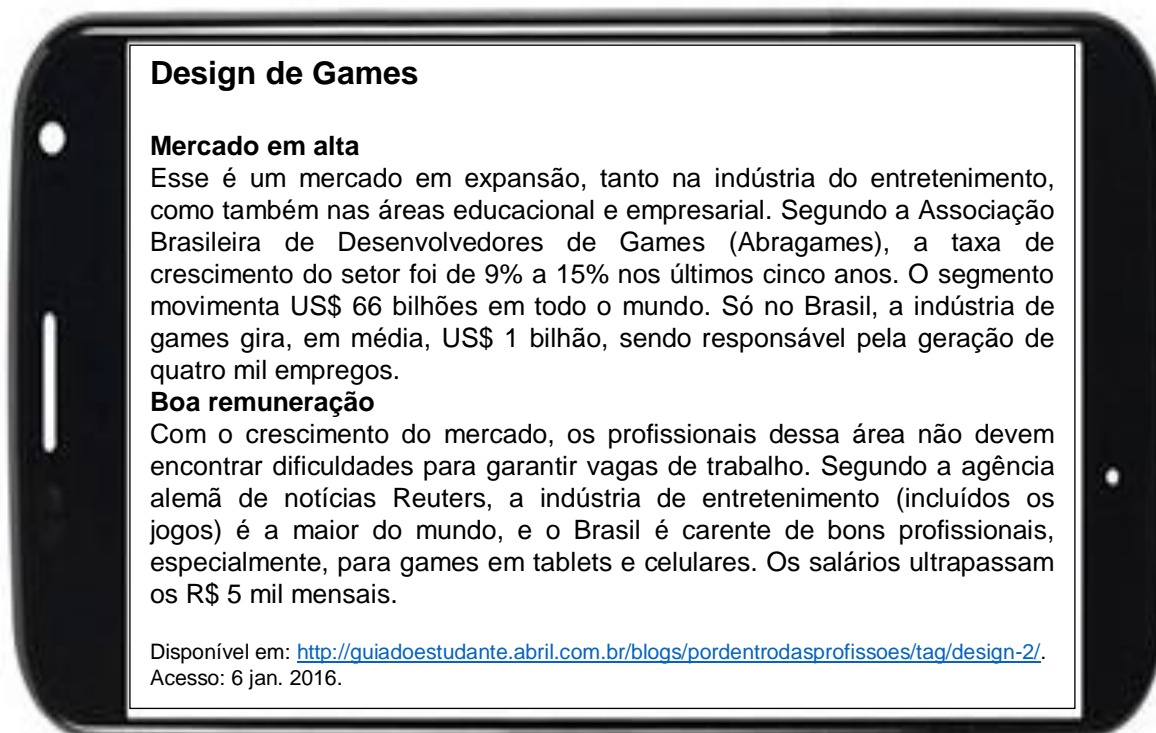 Design de Games
Mercado em alta
Esse é um mercado em expansão, tanto na indústria do entretenimento,
como também nas áreas educacional e empresarial. Segundo a Associação
Brasileira de Desenvolvedores de Games (Abragames), a taxa de
crescimento do setor foi de 9% a 15% nos últimos cinco anos. O segmento
movimenta US$ 66 bilhões em todo o mundo. Só no Brasil, a indústria de
games gira, em média, US$ 1 bilhão, sendo responsável pela geração de
quatro mil empregos.
Boa remuneração
Com o crescimento do mercado, os profissionais dessa área não devem
encontrar dificuldades para garantir vagas de trabalho. Segundo a agência
alemã de notícias Reuters, a indústria de entretenimento (incluídos os
jogos) é a maior do mundo, e o Brasil é carente de bons profissionais,
especialmente, para games em tablets e celulares. Os salários ultrapassam
os R$ 5 mil mensais.
Disponível em: http://guiadoestudante.abril.com.br/blogs/pordentrodasprofissoes/tag/design-2/.
Acesso: 6 jan. 2016.